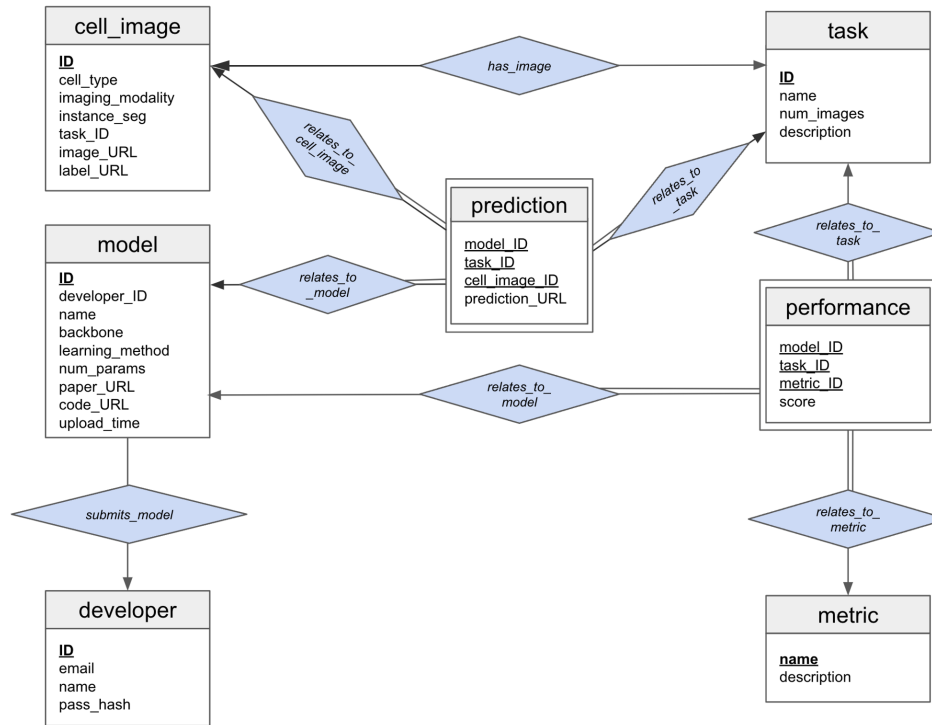 cell_image
ID
cell_type
imaging_modality
instance_seg
task_ID
image_URL
label_URL
has_image
task
ID
name
num_images
description
relates_to_
cell_image
relates_to
_task
prediction
model_ID
task_ID
cell_image_ID
prediction_URL
relates_to_
task
model
ID
developer_ID
name
backbone
learning_method
num_params
paper_URL
code_URL
upload_time
relates_to
_model
performance
model_ID
task_ID
metric_ID
score
relates_to_
model
submits_model
relates_to_
metric
developer
ID
email
name
pass_hash
metric
name
description